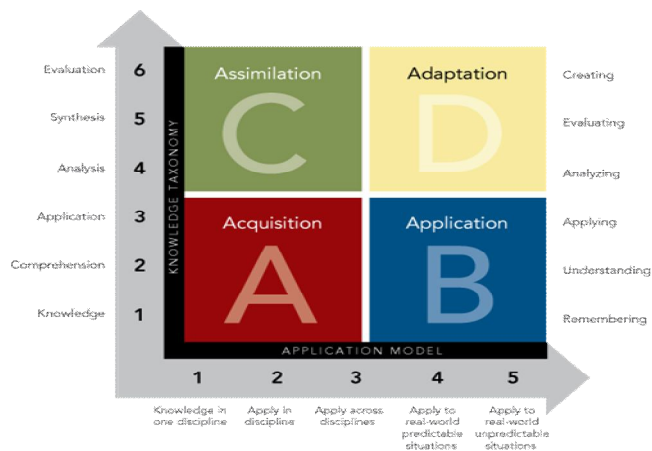 Evaluation 6 Assimilation Adaptation Creating
Synthesis 5 C D Evaluating
Analysis 4 Analyzing
Application 3 Acquisition Application Applying
Comprehension 2 A B Understanding
Knowledge 1 Remembering
KNOWLEDGE TAXONOMY
APPLICATION MODEL
1 2 3 4 5
Knowledge in one discipline
Apply in discipline
Apply across disciplines
Apply to real-world predictable situations
Apply to real-world unpredictable situations